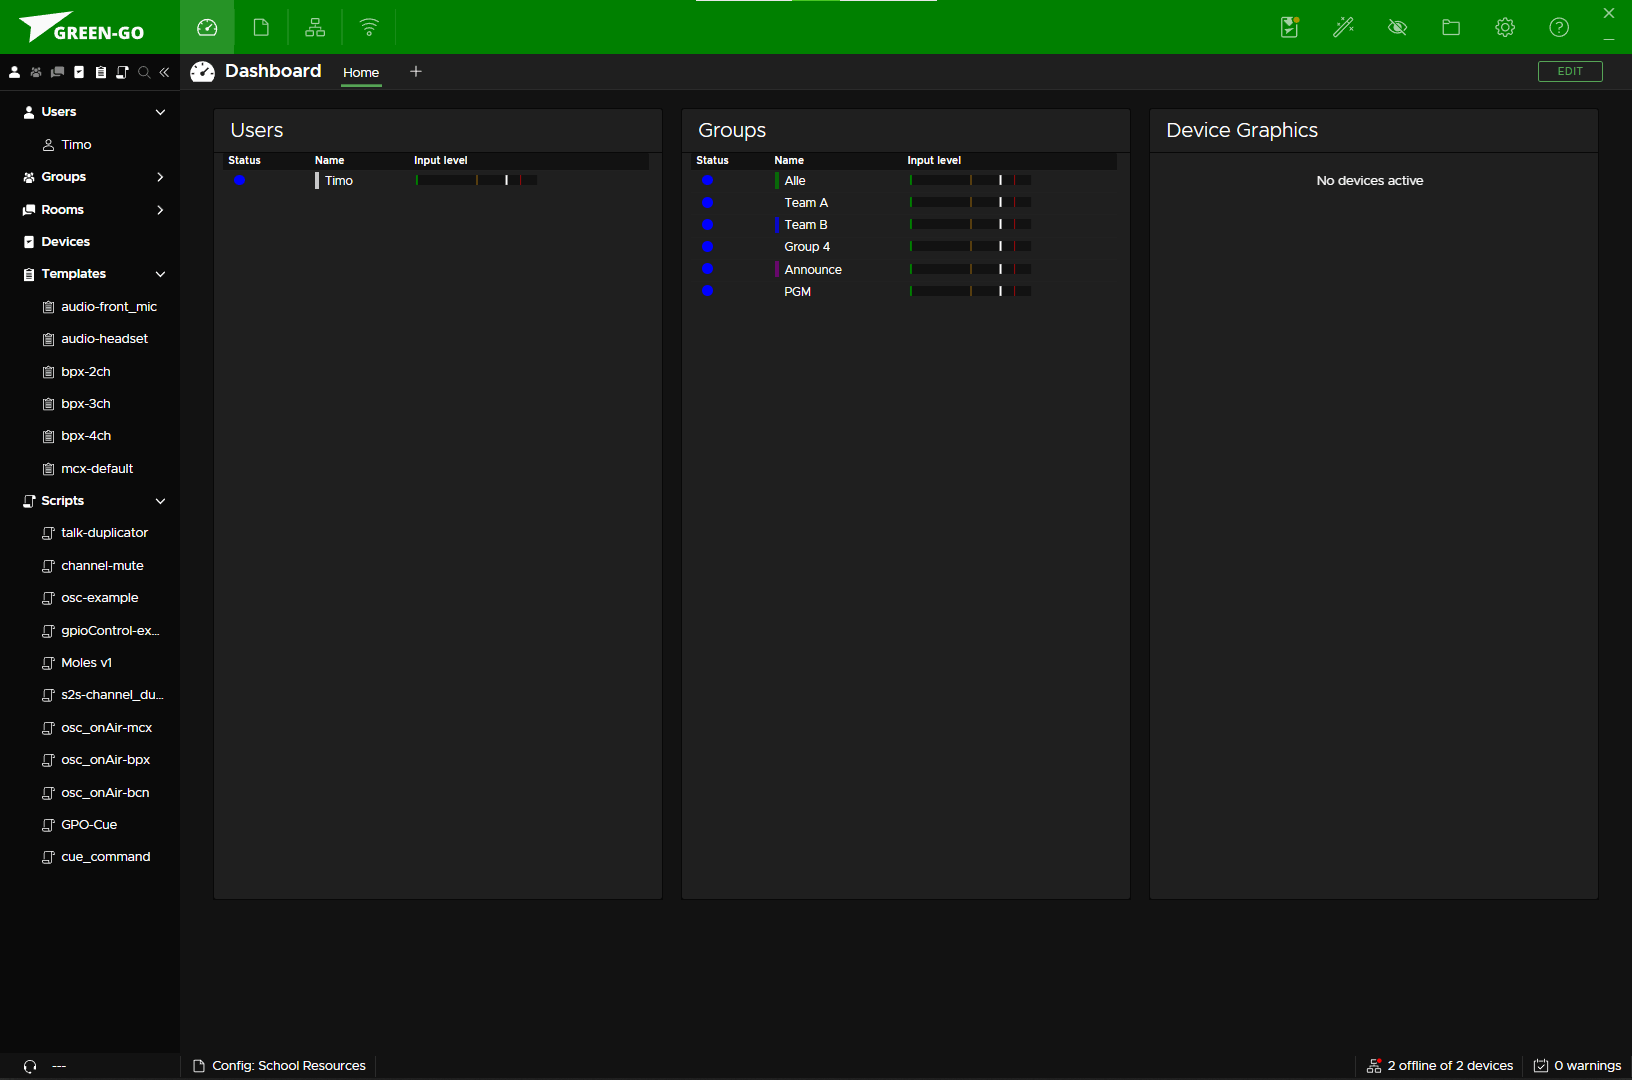 GREEN-GO
Dashboard
Home
EDIT
Users
Timo
Groups
Rooms
Devices
Templates
audio-front_mic
audio-headset
bpx-2ch
bpx-3ch
bpx-4ch
mcx-default
Scripts
talk-duplicator
channel-mute
osc-example
gpioControl-ex...
Moles v1
s2s-channel_du...
osc_onAir-mcx
osc_onAir-bpx
osc_onAir-bcn
GPO-Cue
cue_command
Users
Status Name Input level
Timo
Groups
Status Name Input level
Alle
Team A
Team B
Group 4
Announce
PGM
Device Graphics
No devices active
---
Config: School Resources
2 offline of 2 devices
0 warnings